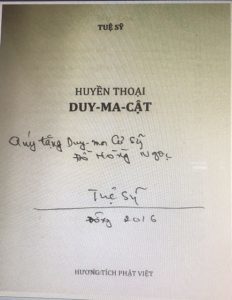 TUỆ SỸ
HUYỀN THOẠI
DUY-MA-CẬT
Quý tặng Duy-ma Cư Sỹ
Đỗ Hồng Ngọc
Tuệ Sỹ
Đông 2016
HƯƠNG TÍCH PHẬT VIỆT